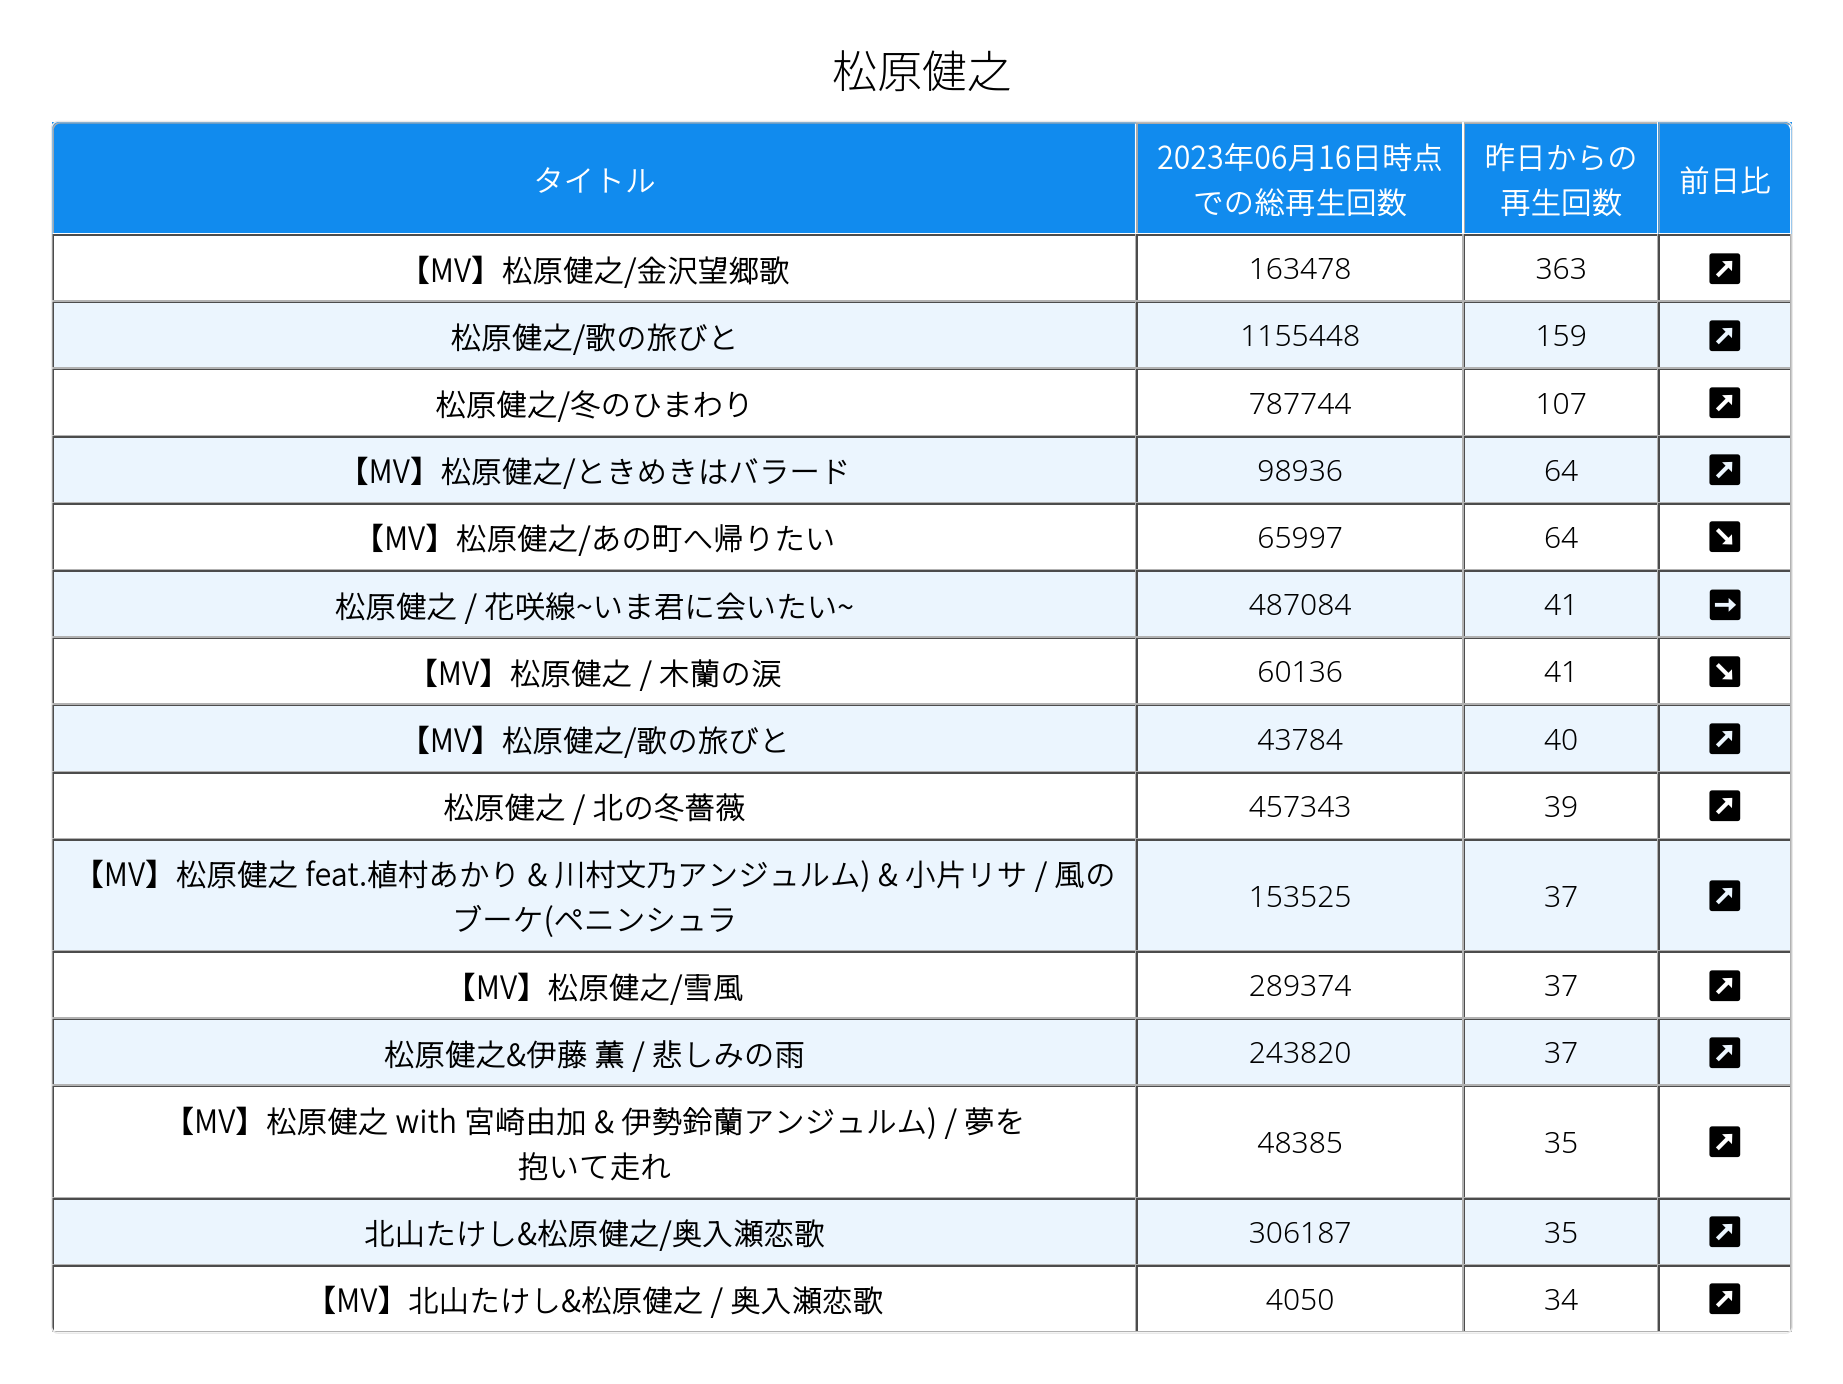 松原健之
タイトル
2023年06月16日時点
での総再生回数
昨日からの
再生回数
前日比
【MV】松原健之/金沢望郷歌 163478 363
松原健之/歌の旅びと 1155448 159
松原健之/冬のひまわり 787744 107
【MV】松原健之/ときめきはバラード 98936 64
【MV】松原健之/あの町へ帰りたい 65997 64
松原健之 / 花咲線~いま君に会いたい~ 487084 41
【MV】松原健之 / 木蘭の涙 60136 41
【MV】松原健之/歌の旅びと 43784 40
松原健之 / 北の冬薔薇 457343 39
【MV】松原健之 feat.植村あかり & 川村文乃アンジュルム) & 小片リサ / 風の
ブーケ(ペニンシュラ
153525 37
【MV】松原健之/雪風 289374 37
松原健之&伊藤 薫 / 悲しみの雨 243820 37
【MV】松原健之 with 宮崎由加 & 伊勢鈴蘭アンジュルム) / 夢を
抱いて走れ
48385 35
北山たけし&松原健之/奥入瀬恋歌 306187 35
【MV】北山たけし&松原健之 / 奥入瀬恋歌 4050 34